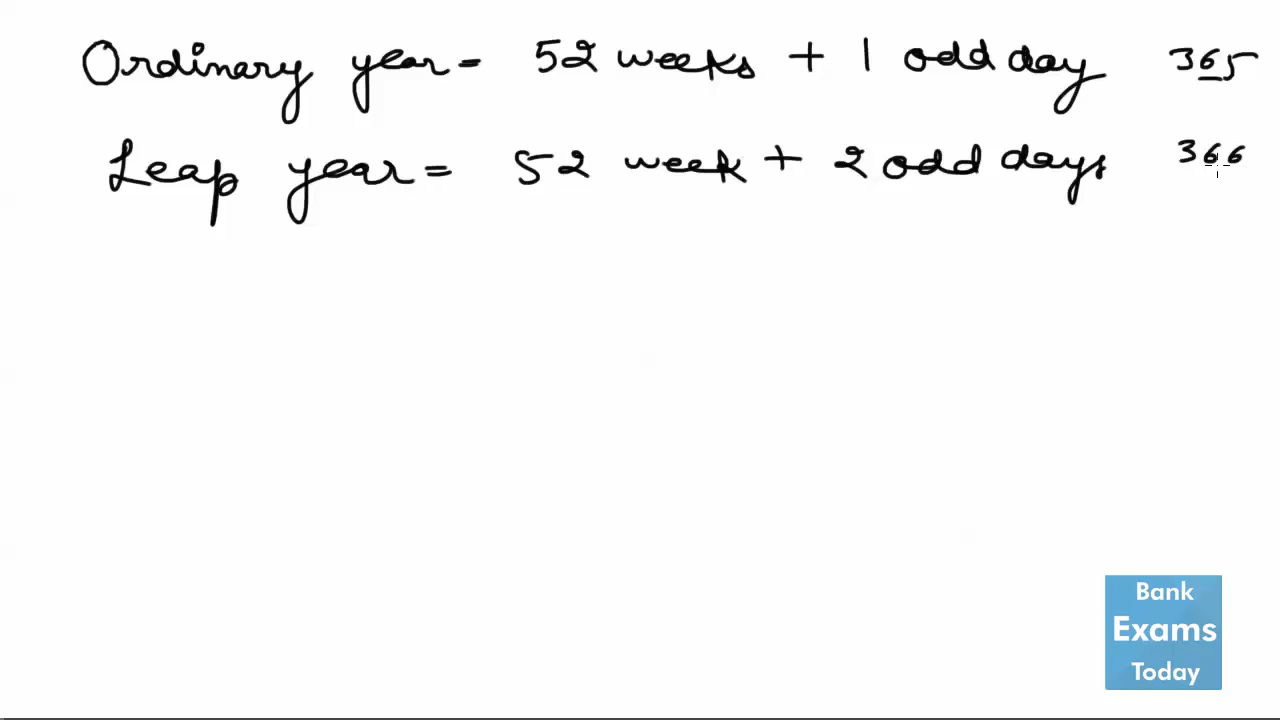 Ordinary year = 52 weeks + 1 odd day 365
Leap year = 52 week + 2 odd days 366
Bank
Exams
Today